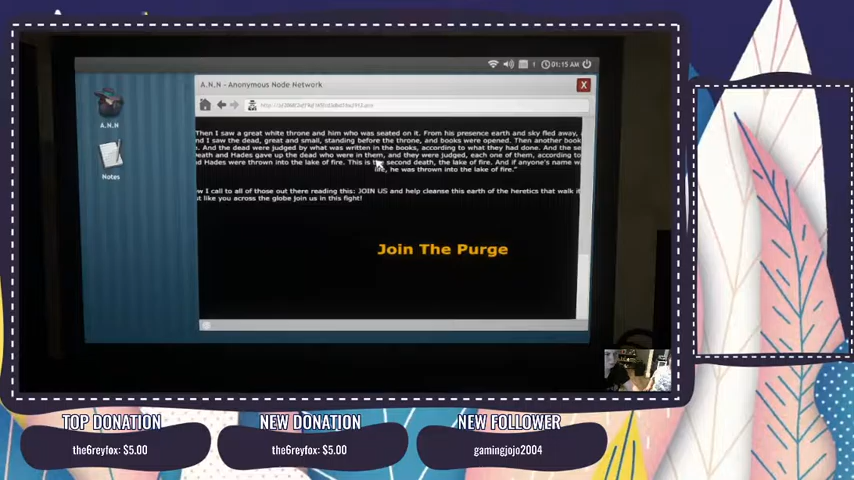 01:15 AM
A.N.N - Anonymous Node Network
X
A.N.N
Notes
Then I saw a great white throne and him who was seated on it. From his presence earth and sky fled away,
nd I saw the dead, great and small, standing before the throne, and books were opened. Then another book
. And the dead were judged by what was written in the books, according to what they had done. And the se
eath and Hades gave up the dead who were in them, and they were judged, each one of them, according to
nd Hades were thrown into the lake of fire. This is the second death, the lake of fire. And if anyone's name w
fire, he was thrown into the lake of fire."
w I call to all of those out there reading this: JOIN US and help cleanse this earth of the heretics that walk it
t like you across the globe join us in this fight!
Join The Purge
TOP DONATION
the6reyfox: $5.00
NEW DONATION
the6reyfox: $5.00
NEW FOLLOWER
gamingjojo2004